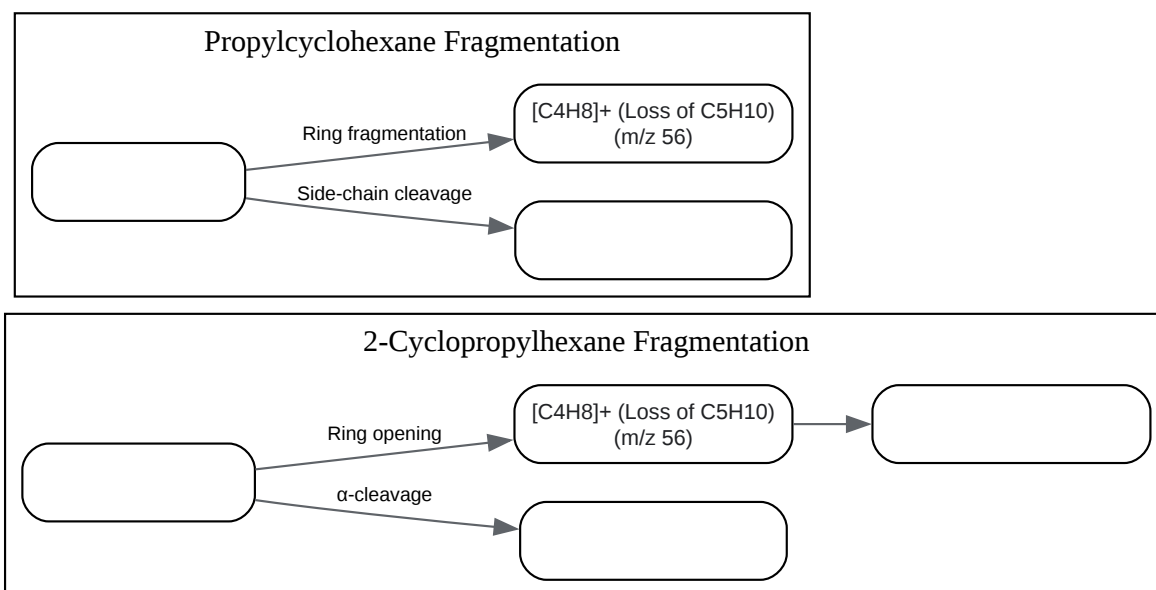 Propylcyclohexane Fragmentation
[C4H8]+ (Loss of C5H10)
(m/z 56)
Ring fragmentation
Side-chain cleavage
2-Cyclopropylhexane Fragmentation
[C4H8]+ (Loss of C5H10)
(m/z 56)
Ring opening
α-cleavage